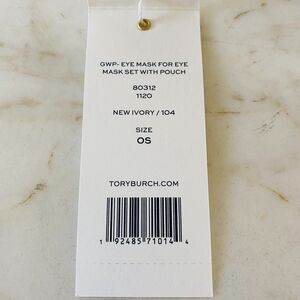 GWP- EYE MASK FOR EYE
MASK SET WITH POUCH
80312
1120
NEW IVORY / 104
SIZE
OS
TORYBURCH.COM
1 92485 71014 4